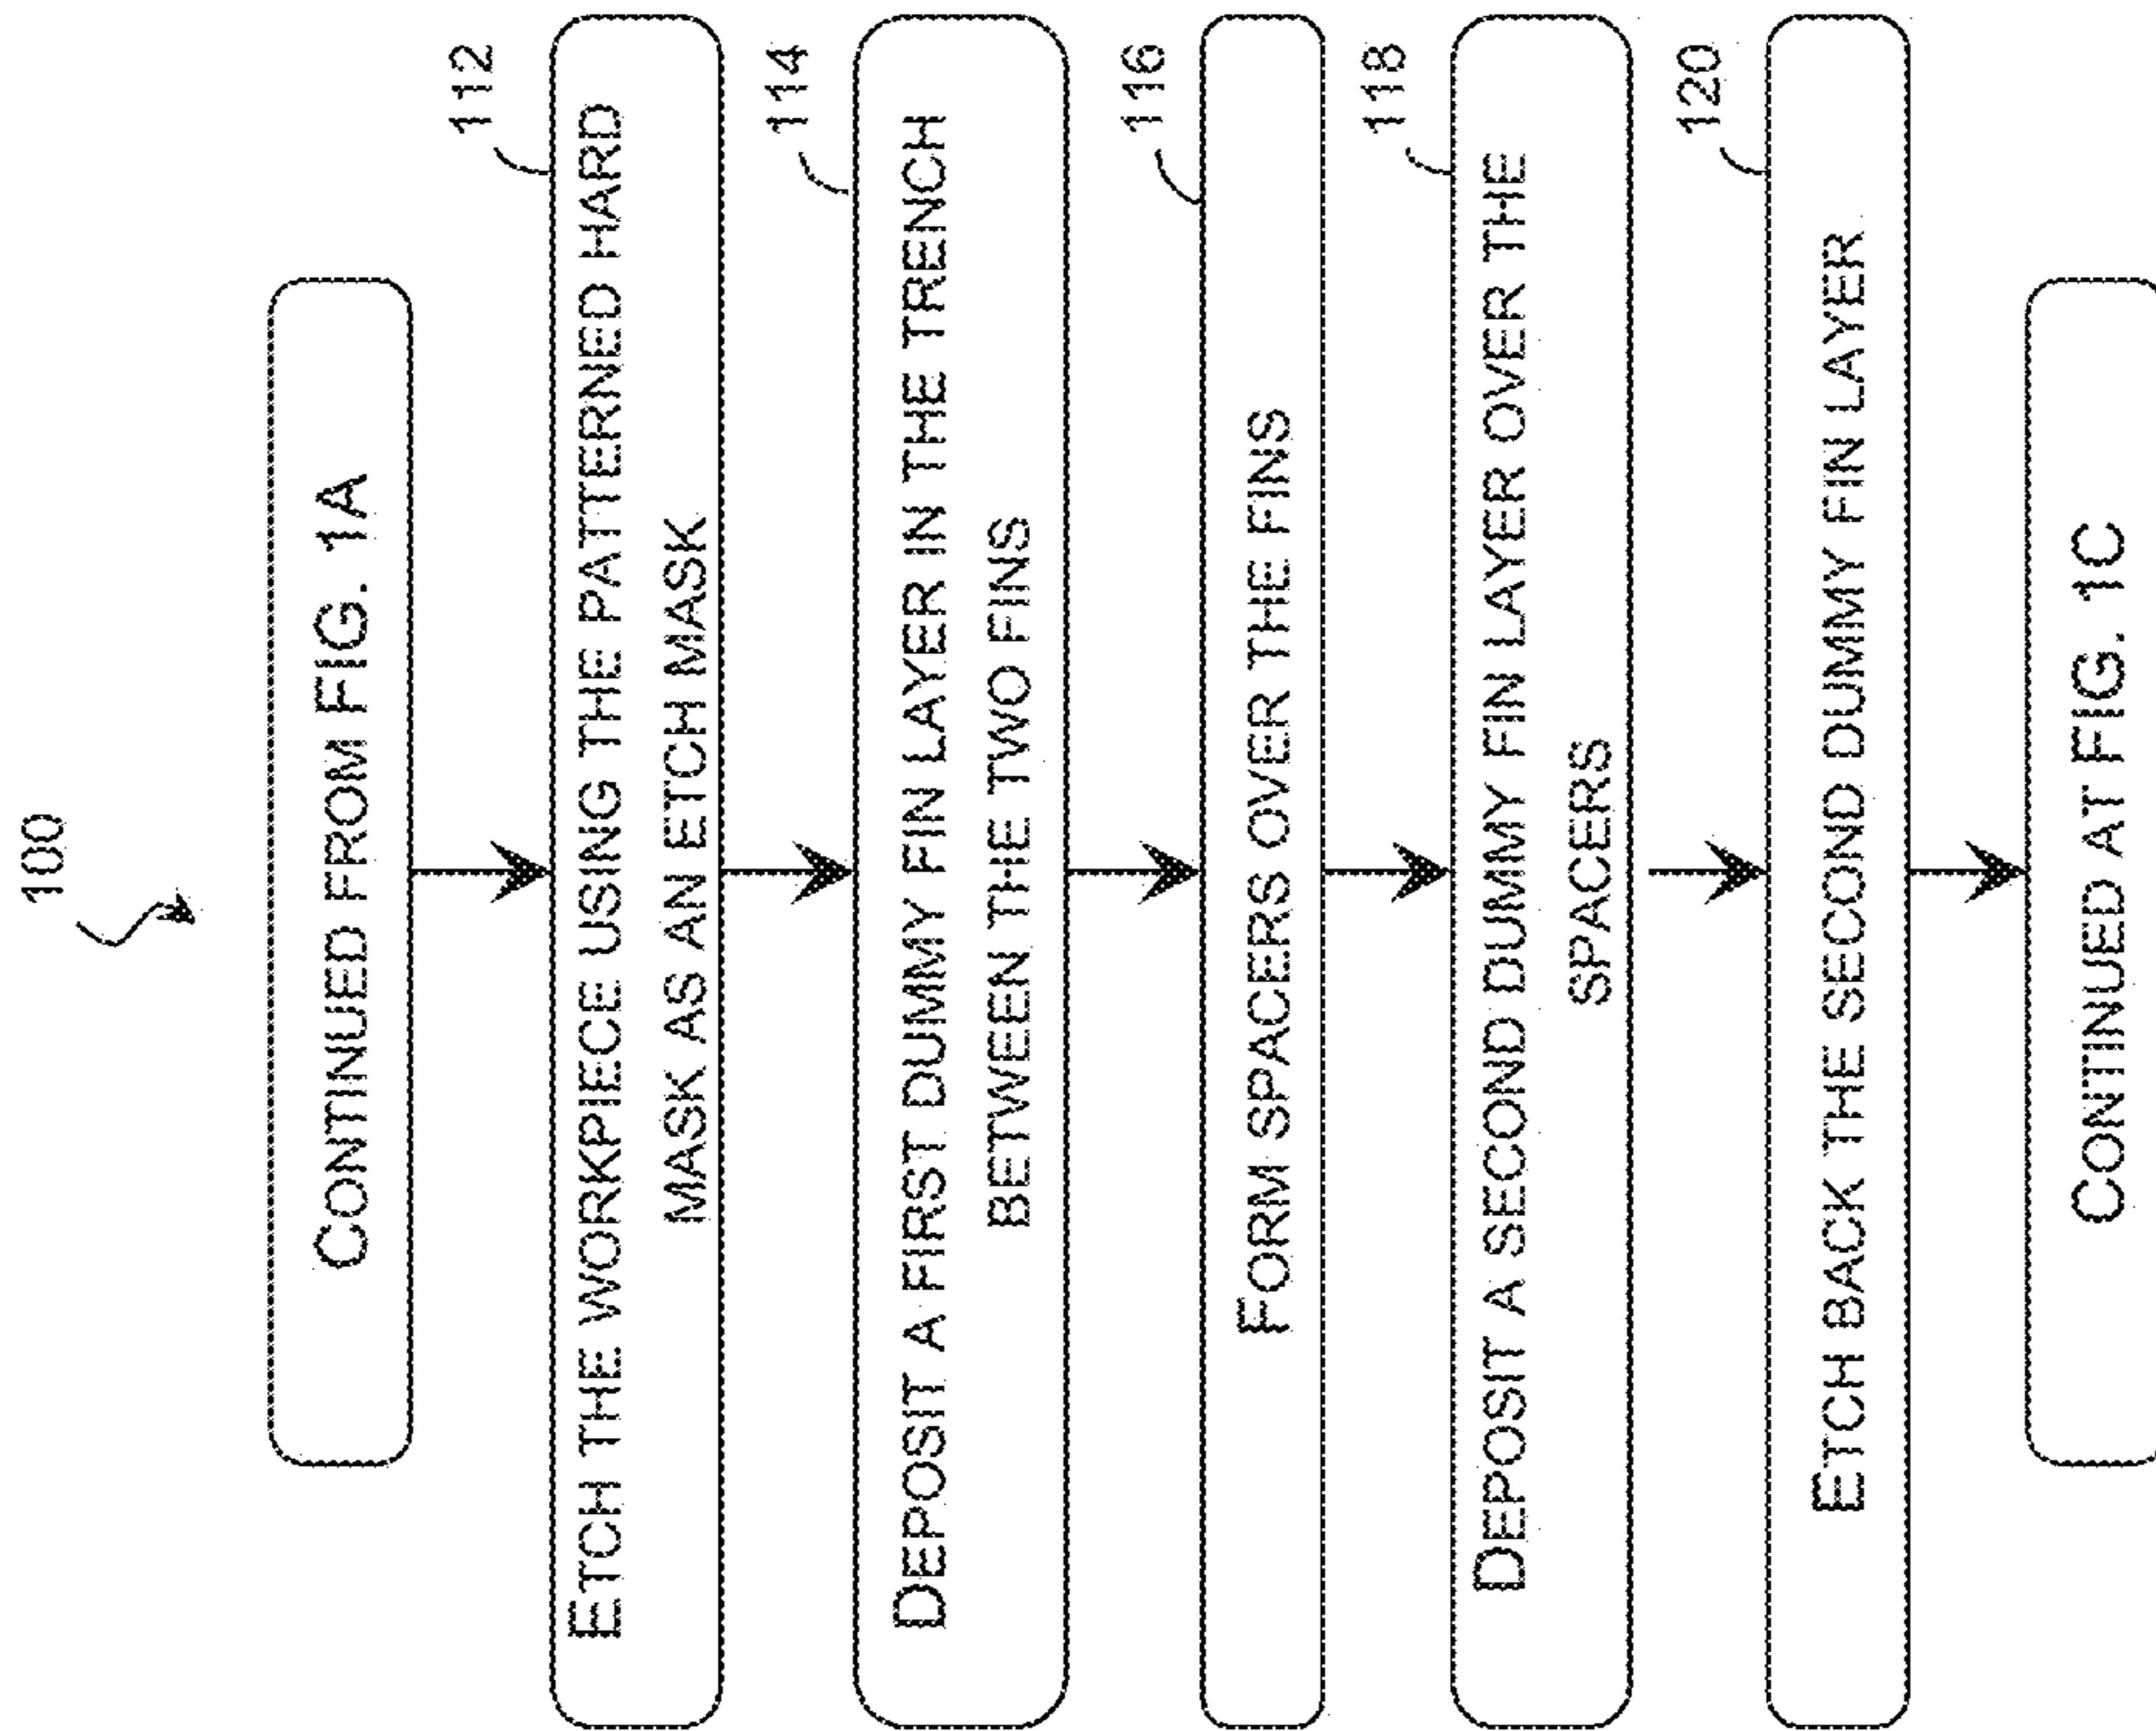 100
CONTINUED FROM FIG. 1A
112
ETCH THE WORKPIECE USING THE PATTERNED HARD
MASK AS AN ETCH MASK
114
DEPOSIT A FIRST DUMMY FIN LAYER IN THE TRENCH
BETWEEN THE TWO FINS
116
FORM SPACERS OVER THE FINS
118
DEPOSIT A SECOND DUMMY FIN LAYER OVER THE
SPACERS
120
ETCH BACK THE SECOND DUMMY FIN LAYER
CONTINUED AT FIG. 1C